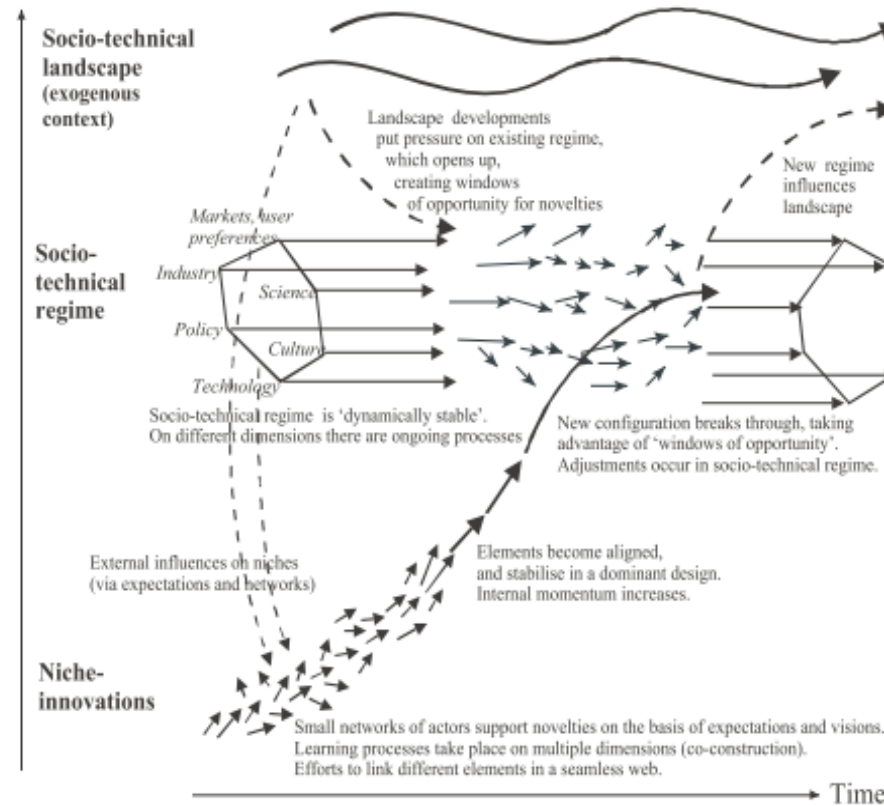 Socio-technical
landscape
(exogenous
context)
Landscape developments
put pressure on existing regime,
which opens up,
creating windows
of opportunity for novelties
New regime
influences
landscape
Markets, user
preferences
Socio-
technical
regime
Industry
Science
Policy
Culture
Technology
Socio-technical regime is ‘dynamically stable’.
On different dimensions there are ongoing processes
New configuration breaks through, taking
advantage of ‘windows of opportunity’.
Adjustments occur in socio-technical regime.
External influences on niches
(via expectations and networks)
Elements become aligned,
and stabilise in a dominant design.
Internal momentum increases.
Niche-
innovations
Small networks of actors support novelties on the basis of expectations and visions.
Learning processes take place on multiple dimensions (co-construction).
Efforts to link different elements in a seamless web.
Time